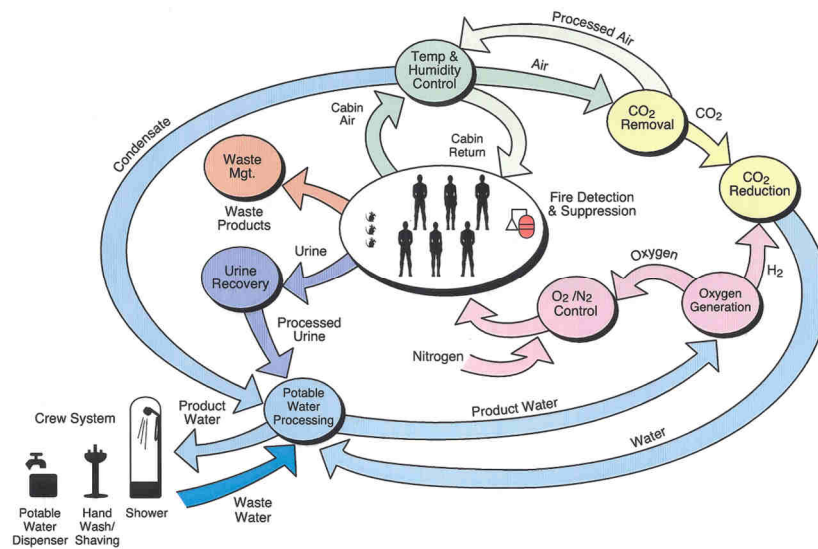 Processed Air
Temp &
Humidity
Control
Air
CO₂
Removal
CO₂
CO₂
Reduction
Condensate
Cabin
Air
Cabin
Return
Waste
Mgt.
Waste
Products
Fire Detection
& Suppression
Urine
Urine
Recovery
Processed
Urine
Oxygen
H₂
O₂ /N₂
Control
Oxygen
Generation
Nitrogen
Potable
Water
Processing
Product Water
Water
Crew System
Product
Water
Waste
Water
Potable
Water
Dispenser
Hand
Wash/
Shaving
Shower